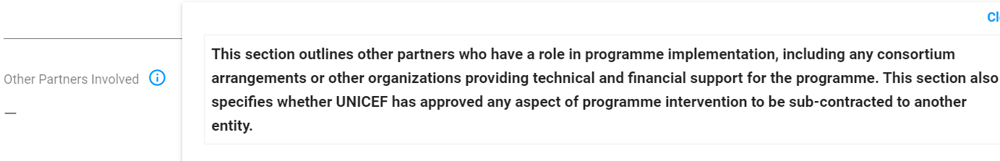 Cl
This section outlines other partners who have a role in programme implementation, including any consortium
arrangements or other organizations providing technical and financial support for the programme. This section also
specifies whether UNICEF has approved any aspect of programme intervention to be sub-contracted to another
entity.
Other Partners Involved
—